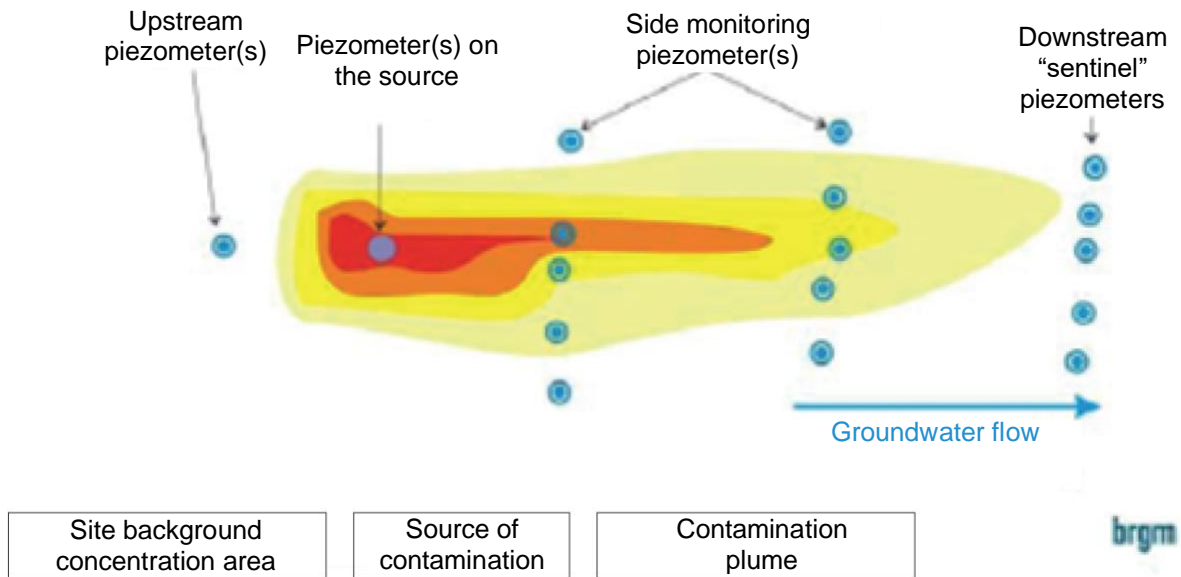 Upstream
piezometer(s)
Piezometer(s) on
the source
Side monitoring
piezometer(s)
Downstream
“sentinel”
piezometers
Groundwater flow
Site background
concentration area
Source of
contamination
Contamination
plume
brgm